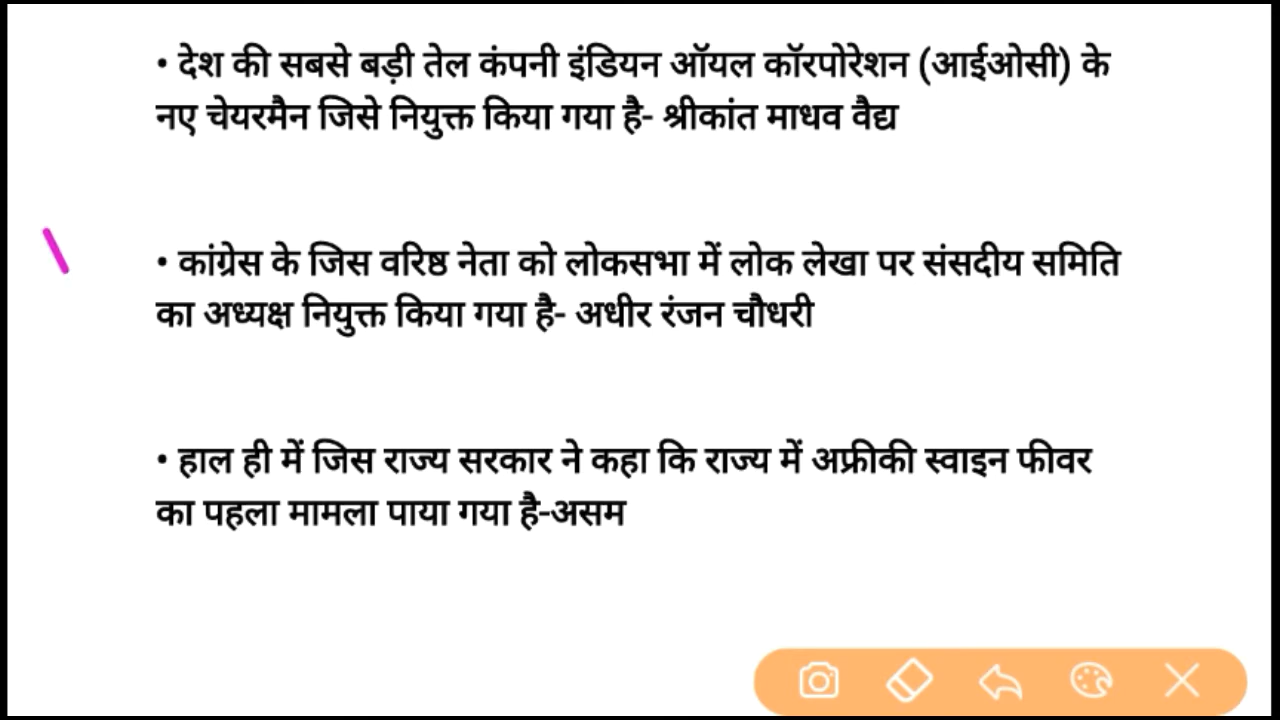 • देश की सबसे बड़ी तेल कंपनी इंडियन ऑयल कॉरपोरेशन (आईओसी) के
नए चेयरमैन जिसे नियुक्त किया गया है- श्रीकांत माधव वैद्य
• कांग्रेस के जिस वरिष्ठ नेता को लोकसभा में लोक लेखा पर संसदीय समिति
का अध्यक्ष नियुक्त किया गया है- अधीर रंजन चौधरी
• हाल ही में जिस राज्य सरकार ने कहा कि राज्य में अफ्रीकी स्वाइन फीवर
का पहला मामला पाया गया है-असम